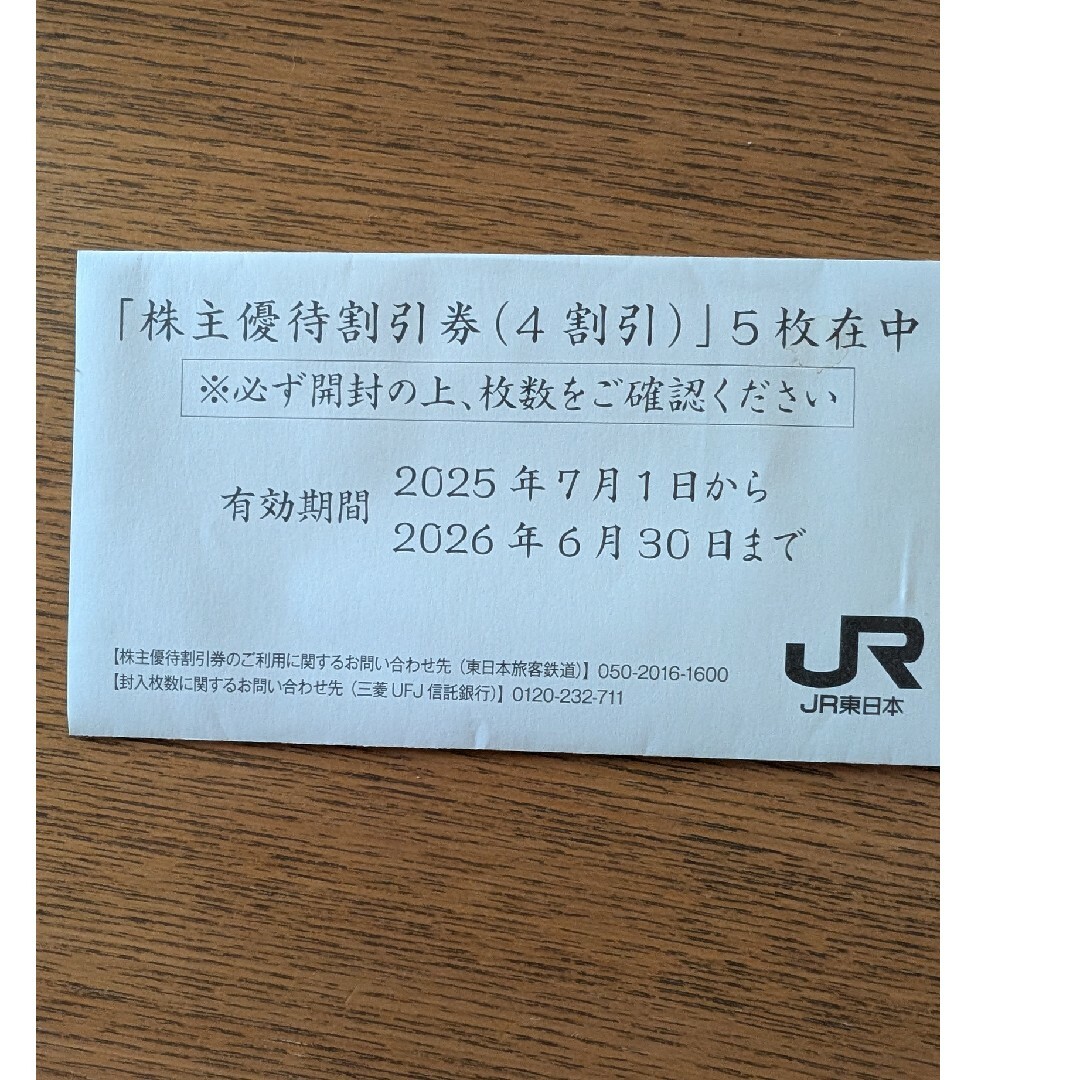 「株主優待割引券(4割引)」5枚在中
※必ず開封の上、枚数をご確認ください
有効期間 2025年7月1日から
2026年6月30日まで
【株主優待割引券のご利用に関するお問い合わせ先(東日本旅客鉄道)】050-2016-1600
【封入枚数に関するお問い合わせ先(三菱UFJ信託銀行)】0120-232-711
JR
JR東日本